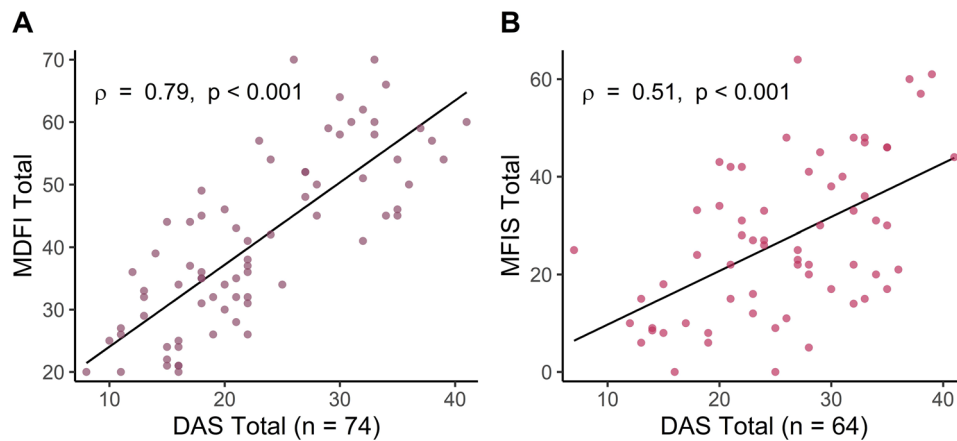 A
MDFI Total
70
60
50
40
30
20
ρ = 0.79, p < 0.001
10 20 30 40
DAS Total (n = 74)
B
MFIS Total
60
40
20
0
ρ = 0.51, p < 0.001
10 20 30 40
DAS Total (n = 64)